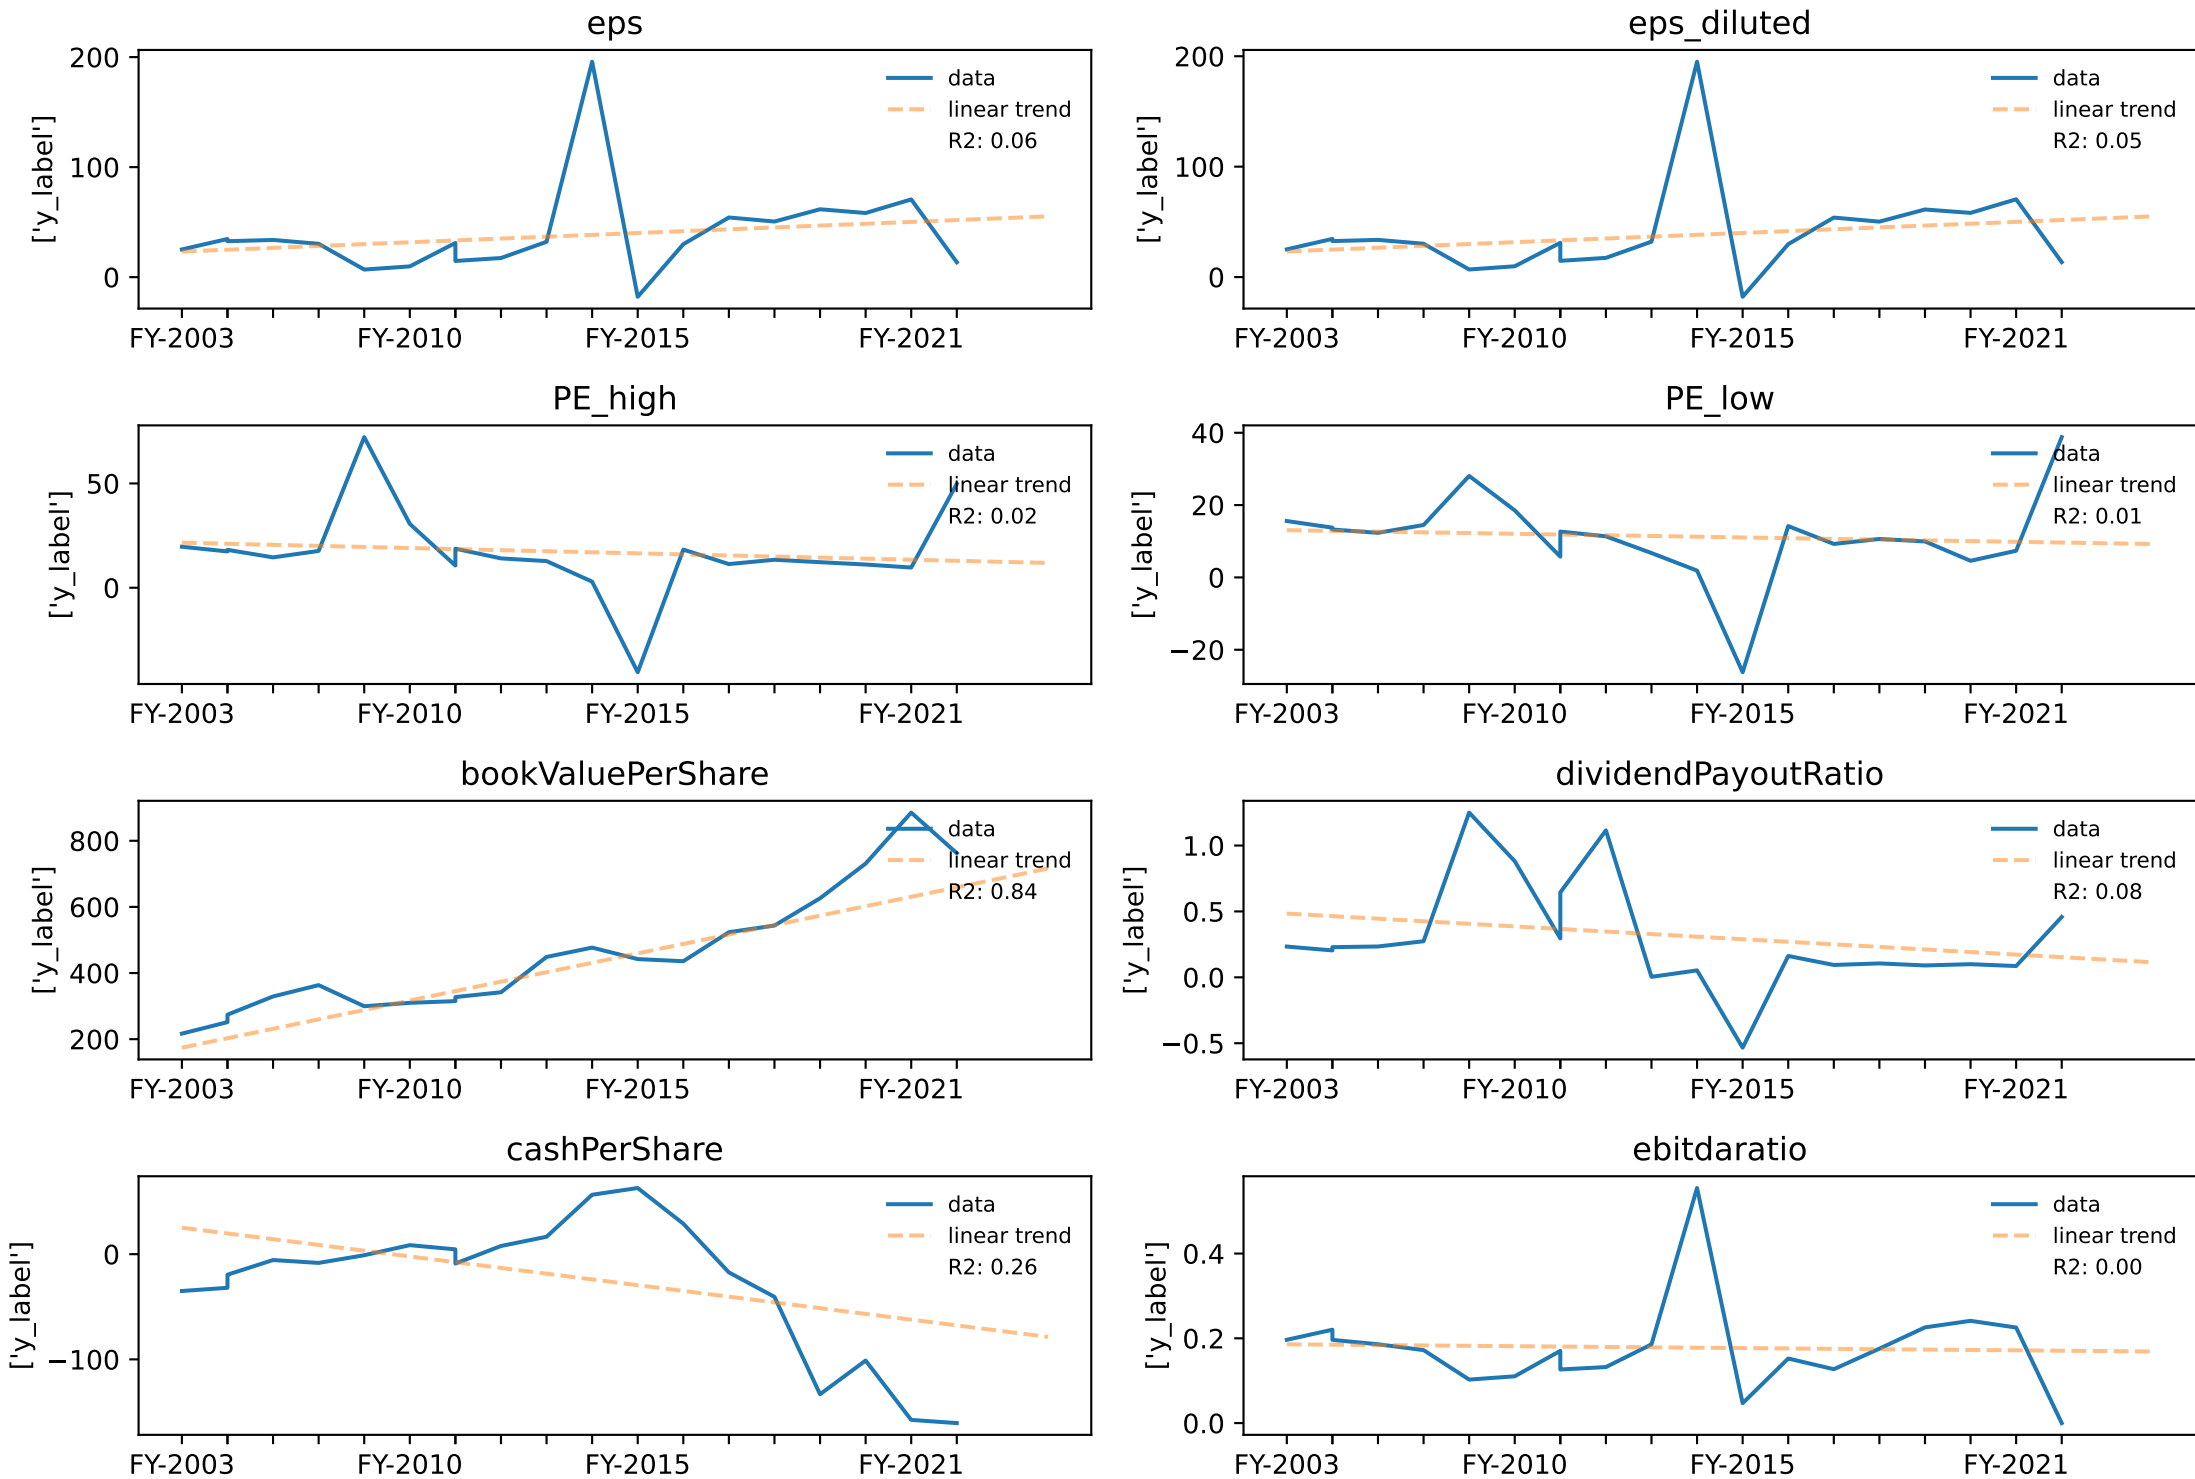 eps
200
100
0
['y_label']
data
linear trend
R2: 0.06
FY-2003 FY-2010 FY-2015 FY-2021
eps_diluted
200
100
0
['y_label']
data
linear trend
R2: 0.05
FY-2003 FY-2010 FY-2015 FY-2021
PE_high
50
0
['y_label']
data
linear trend
R2: 0.02
FY-2003 FY-2010 FY-2015 FY-2021
PE_low
40
20
0
−20
['y_label']
data
linear trend
R2: 0.01
FY-2003 FY-2010 FY-2015 FY-2021
bookValuePerShare
800
600
400
200
['y_label']
data
linear trend
R2: 0.84
FY-2003 FY-2010 FY-2015 FY-2021
dividendPayoutRatio
1.0
0.5
0.0
−0.5
['y_label']
data
linear trend
R2: 0.08
FY-2003 FY-2010 FY-2015 FY-2021
cashPerShare
0
−100
['y_label']
data
linear trend
R2: 0.26
FY-2003 FY-2010 FY-2015 FY-2021
ebitdaratio
0.4
0.2
0.0
['y_label']
data
linear trend
R2: 0.00
FY-2003 FY-2010 FY-2015 FY-2021